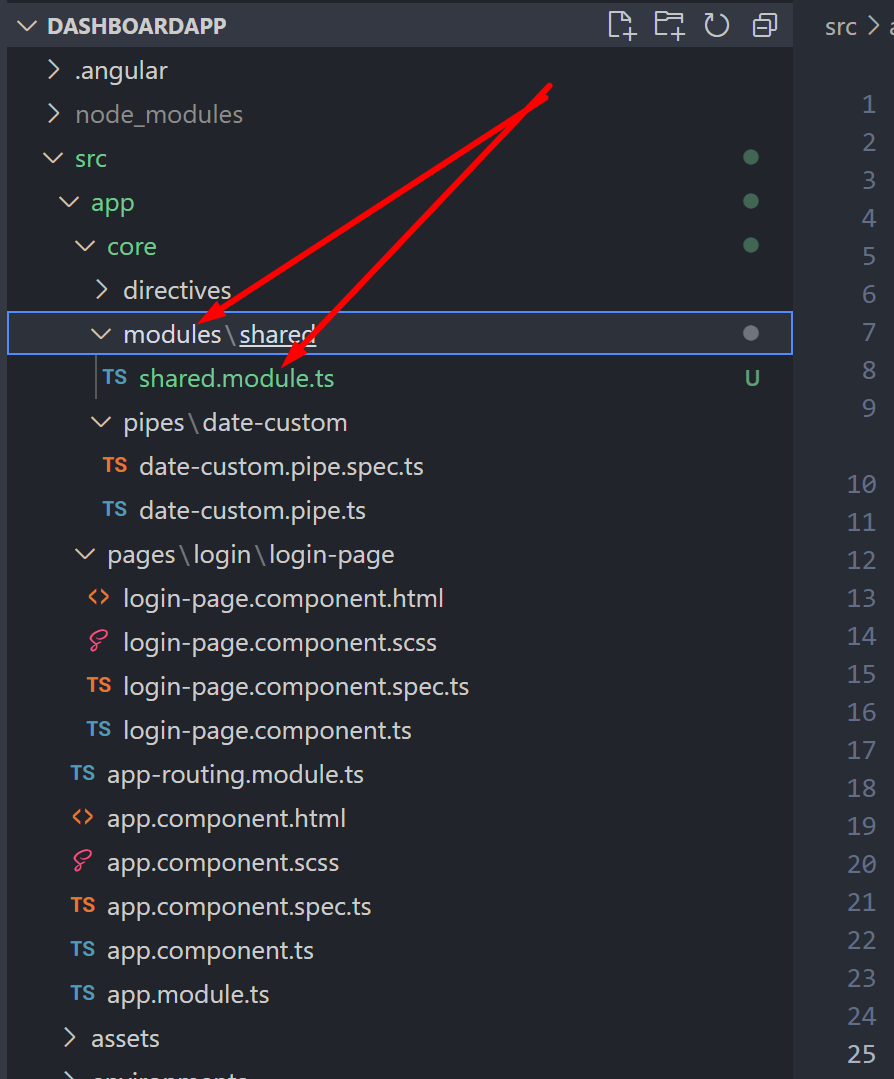 DASHBOARDAPP
src > a
.angular
node_modules
src
app
core
directives
modules\shared
TS shared.module.ts U
pipes\date-custom
TS date-custom.pipe.spec.ts
TS date-custom.pipe.ts
pages\login\login-page
<> login-page.component.html
login-page.component.scss
TS login-page.component.spec.ts
TS login-page.component.ts
TS app-routing.module.ts
<> app.component.html
app.component.scss
TS app.component.spec.ts
TS app.component.ts
TS app.module.ts
assets
environments
1
2
3
4
5
6
7
8
9
10
11
12
13
14
15
16
17
18
19
20
21
22
23
24
25